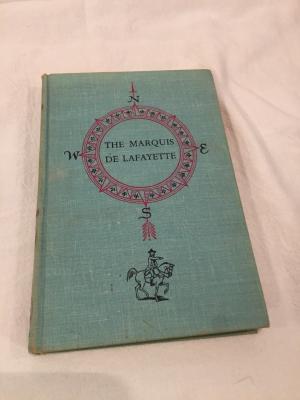 N
THE MARQUIS
W E
DE LAFAYETTE
S